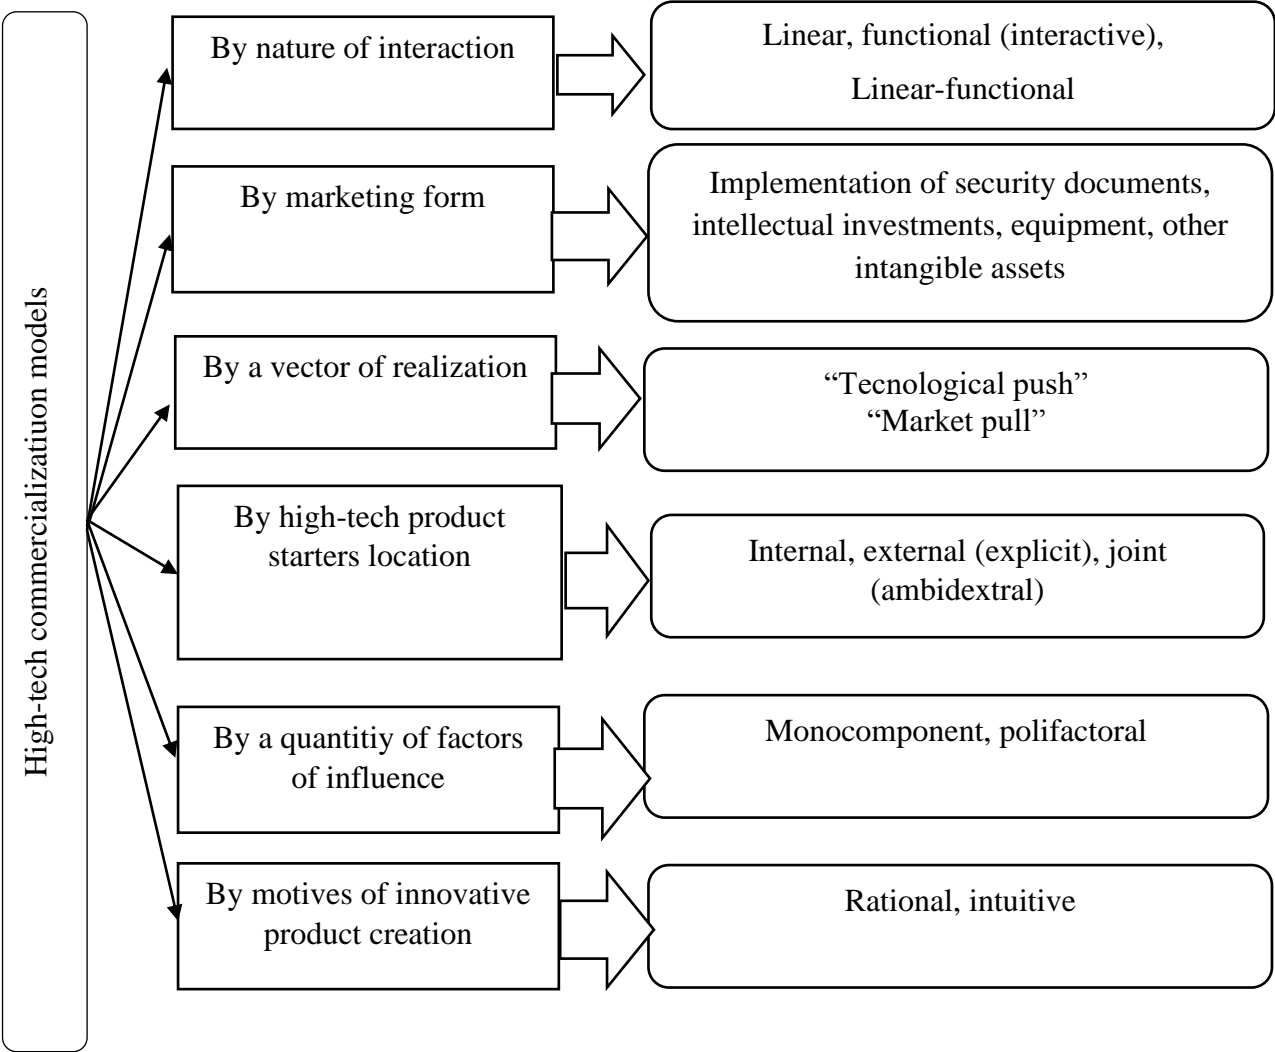 High-tech commercializatiuon models
By nature of interaction
Linear, functional (interactive),
Linear-functional
By marketing form
Implementation of security documents,
intellectual investments, equipment, other
intangible assets
By a vector of realization
“Tecnological push”
“Market pull”
By high-tech product
starters location
Internal, external (explicit), joint
(ambidextral)
By a quantitiy of factors
of influence
Monocomponent, polifactoral
By motives of innovative
product creation
Rational, intuitive